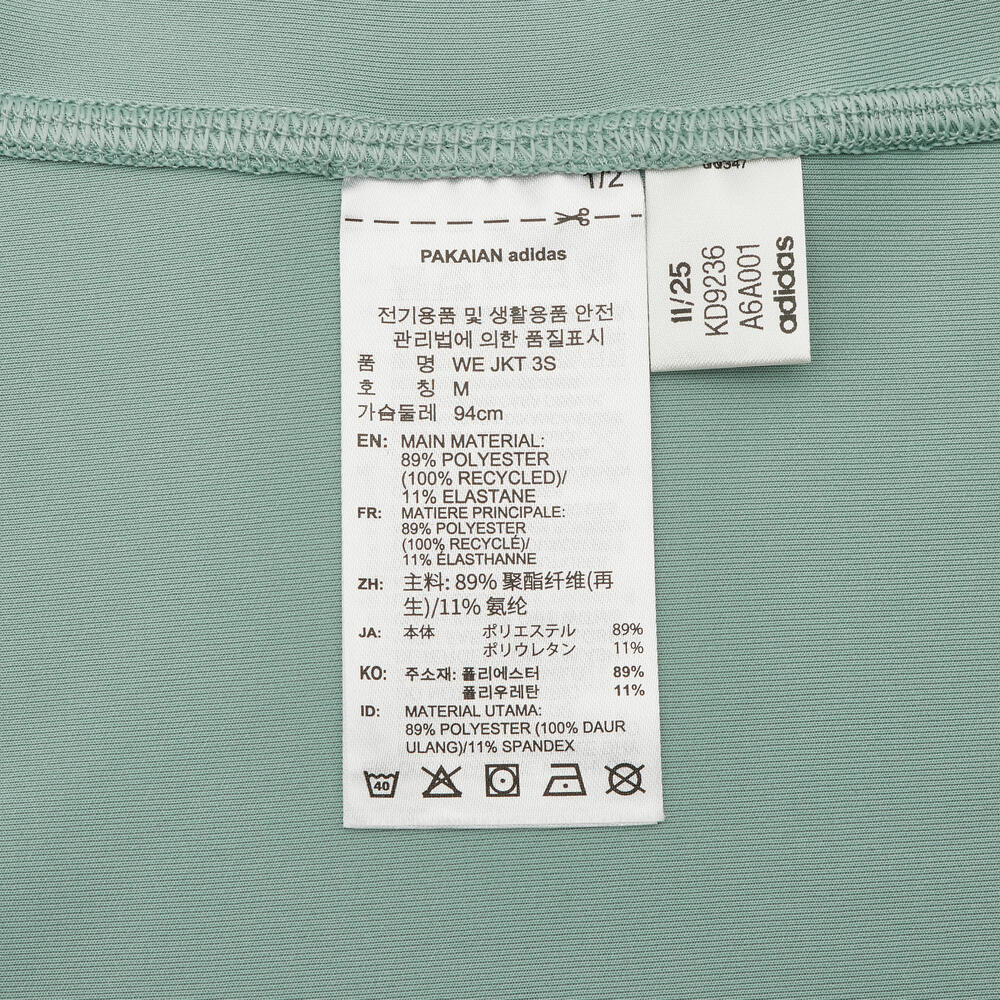 1/2
PAKAIAN adidas
전기용품 및 생활용품 안전
관리법에 의한 품질표시
품 명 WE JKT 3S
호 칭 M
가슴둘레 94cm
EN: MAIN MATERIAL:
89% POLYESTER
(100% RECYCLED)/
11% ELASTANE
FR: MATIERE PRINCIPALE:
89% POLYESTER
(100% RECYCLÉ)/
11% ÉLASTHANNE
ZH: 主料: 89% 聚酯纤维(再
生)/11% 氨纶
JA: 本体 ポリエステル 89%
ポリウレタン 11%
KO: 주소재: 폴리에스터 89%
폴리우레탄 11%
ID: MATERIAL UTAMA:
89% POLYESTER (100% DAUR
ULANG)/11% SPANDEX
40
11/25
KD9236
A6A001
adidas